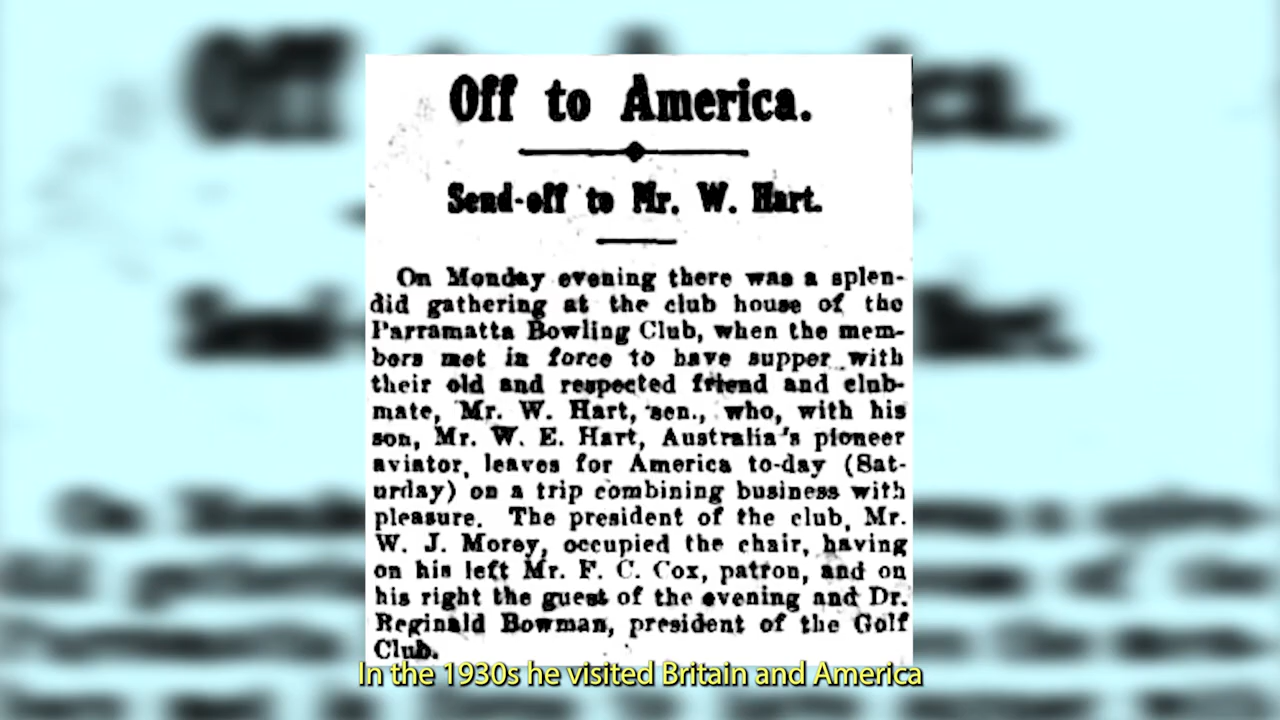 Off to America.
Send-off to Mr. W. Hart.
On Monday evening there was a splen-
did gathering at the club house of the
Parramatta Bowling Club, when the mem-
bers met in force to have supper with
their old and respected friend and club-
mate, Mr. W. Hart, sen., who, with his
son, Mr. W. E. Hart, Australia's pioneer
aviator, leaves for America to-day (Sat-
urday) on a trip combining business with
pleasure. The president of the club, Mr.
W. J. Morey, occupied the chair, having
on his left Mr. F. C. Cox, patron, and on
his right the guest of the evening and Dr.
Reginald Bowman, president of the Golf
Club.
In the 1930s he visited Britain and America